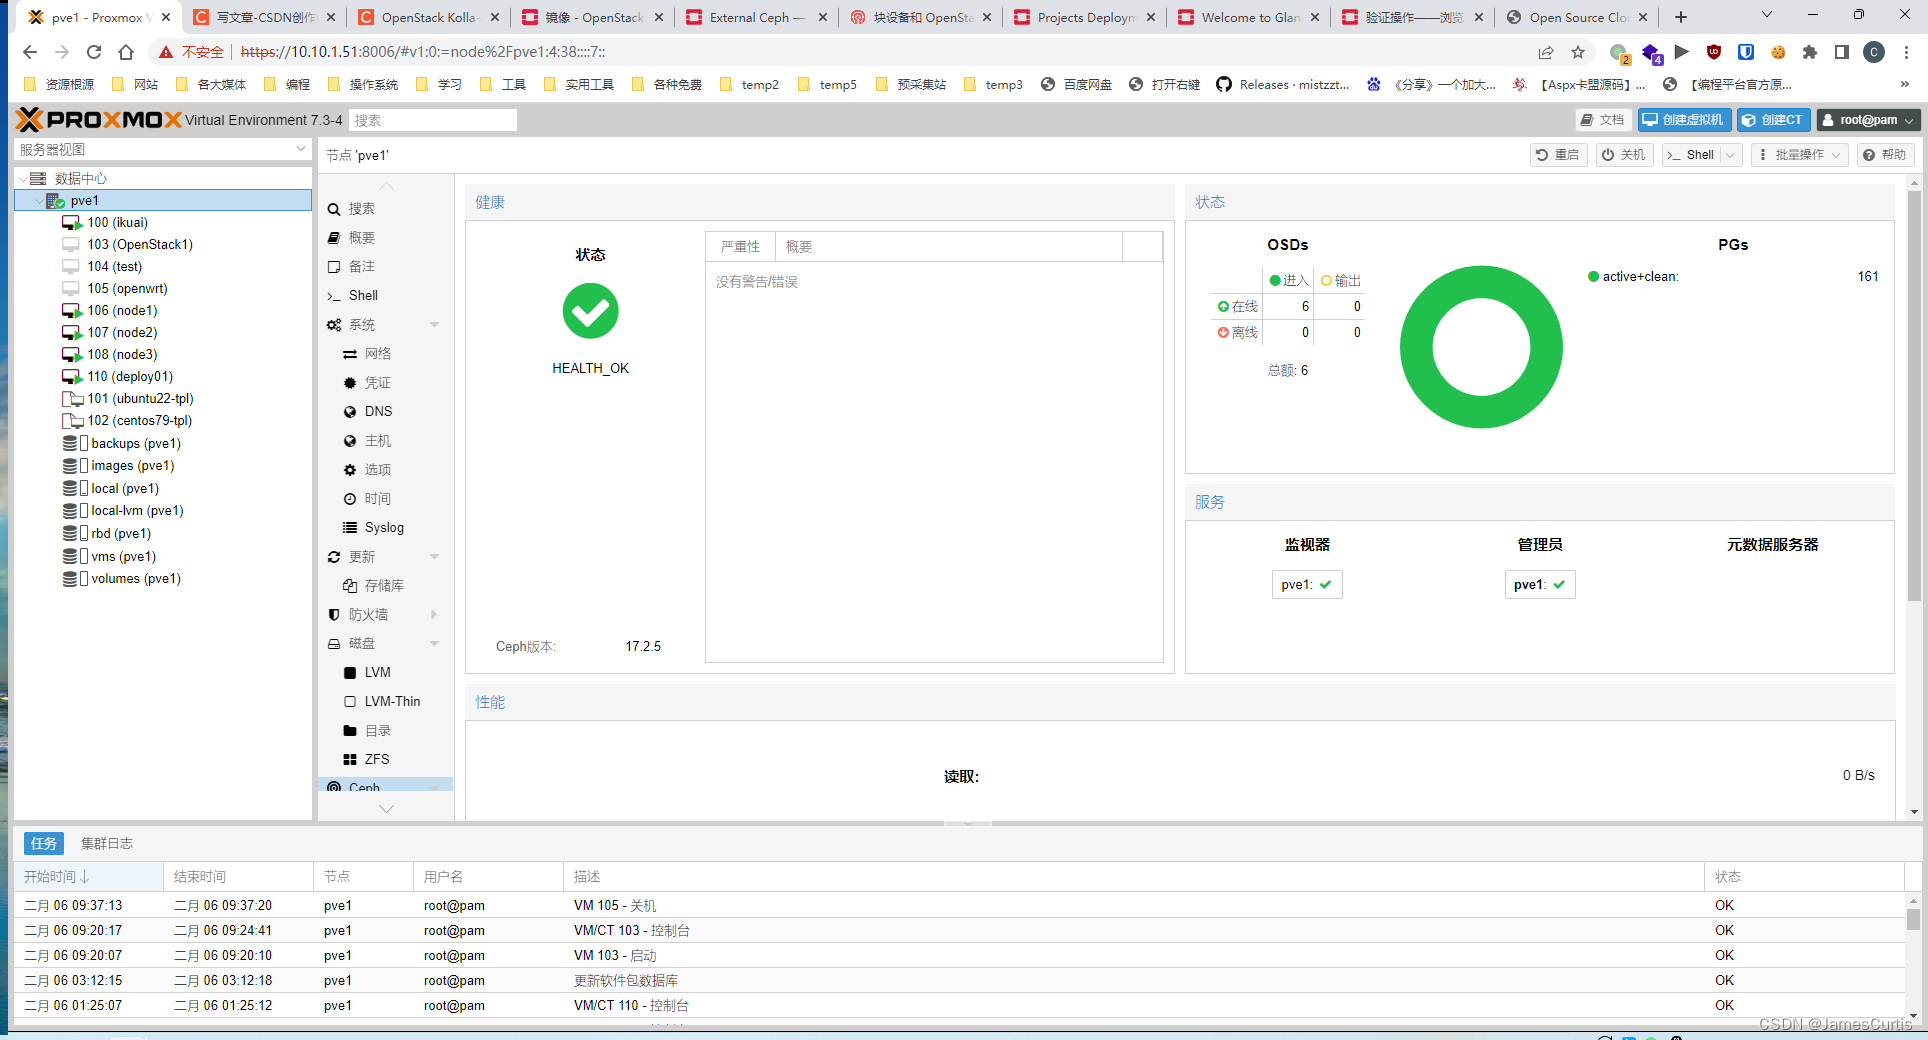 pve1 - Proxmox V
写文章-CSDN创作
OpenStack Kolla-
镜像 - OpenStack
External Ceph —
块设备和 OpenSta
Projects Deploym
Welcome to Glan
验证操作——浏览
Open Source Clo
不安全 https://10.10.1.51:8006/#v1:0:=node%2Fpve1:4:38::::7::
2
4
C
资源根源
网站
各大媒体
编程
操作系统
学习
工具
实用工具
各种免费
temp2
temp5
预采集站
temp3
百度网盘
打开右键
Releases · mistzzt...
《分享》一个加大...
【Aspx卡盟源码】...
【编程平台官方原...
»
PROXMOX Virtual Environment 7.3-4
搜索
文档
创建虚拟机
创建CT
root@pam
服务器视图
节点 'pve1'
重启
关机
Shell
批量操作
帮助
数据中心
pve1
100 (ikuai)
103 (OpenStack1)
104 (test)
105 (openwrt)
106 (node1)
107 (node2)
108 (node3)
110 (deploy01)
101 (ubuntu22-tpl)
102 (centos79-tpl)
backups (pve1)
images (pve1)
local (pve1)
local-lvm (pve1)
rbd (pve1)
vms (pve1)
volumes (pve1)
搜索
概要
备注
Shell
系统
网络
凭证
DNS
主机
选项
时间
Syslog
更新
存储库
防火墙
磁盘
LVM
LVM-Thin
目录
ZFS
Ceph
健康
状态
HEALTH_OK
Ceph版本: 17.2.5
严重性 概要
没有警告/错误
状态
OSDs
进入 输出
在线 6 0
离线 0 0
总额: 6
PGs
active+clean: 161
服务
监视器 管理员 元数据服务器
pve1: pve1:
性能
读取: 0 B/s
任务 集群日志
开始时间 结束时间 节点 用户名 描述 状态
二月 06 09:37:13 二月 06 09:37:20 pve1 root@pam VM 105 - 关机 OK
二月 06 09:20:17 二月 06 09:24:41 pve1 root@pam VM/CT 103 - 控制台 OK
二月 06 09:20:07 二月 06 09:20:10 pve1 root@pam VM 103 - 启动 OK
二月 06 03:12:15 二月 06 03:12:18 pve1 root@pam 更新软件包数据库 OK
二月 06 01:25:07 二月 06 01:25:12 pve1 root@pam VM/CT 110 - 控制台 OK
CSDN @JamesCurtis